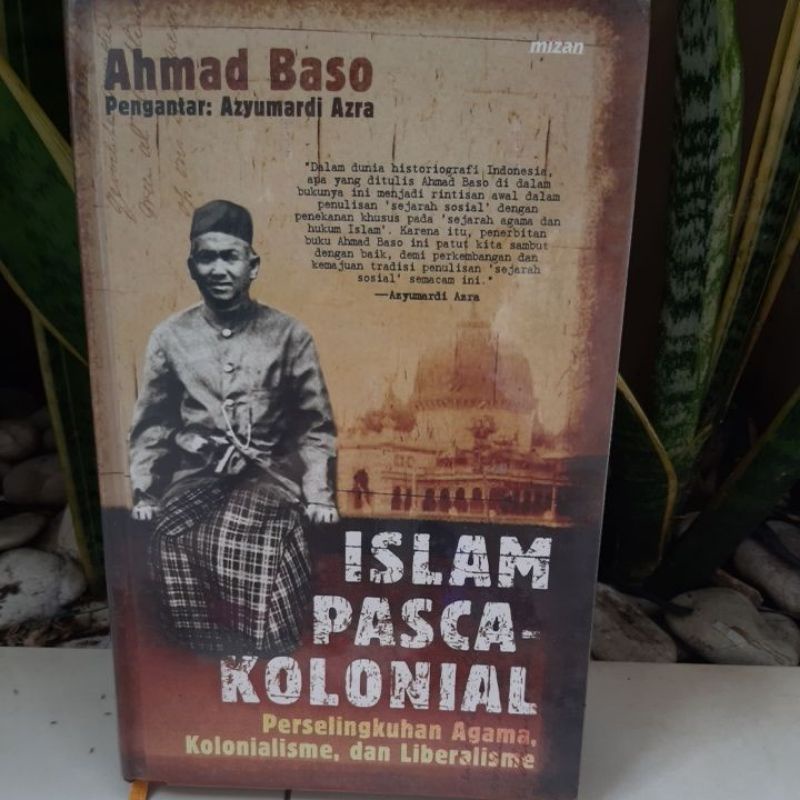 mizan
Ahmad Baso
Pengantar: Azyumardi Azra
"Dalam dunia historiografi Indonesia,
apa yang ditulis Ahmad Baso di dalam
bukunya ini menjadi rintisan awal dalam
penulisan 'sejarah sosial' dengan
penekanan khusus pada 'sejarah agama dan
hukum Islam'. Karena itu, penerbitan
buku Ahmad Baso ini patut kita sambut
dengan baik, demi perkembangan dan
kemajuan tradisi penulisan 'sejarah
sosial' semacam ini."
—Azyumardi Azra
ISLAM
PASCA-
KOLONIAL
Perselingkuhan Agama,
Kolonialisme, dan Liberalisme